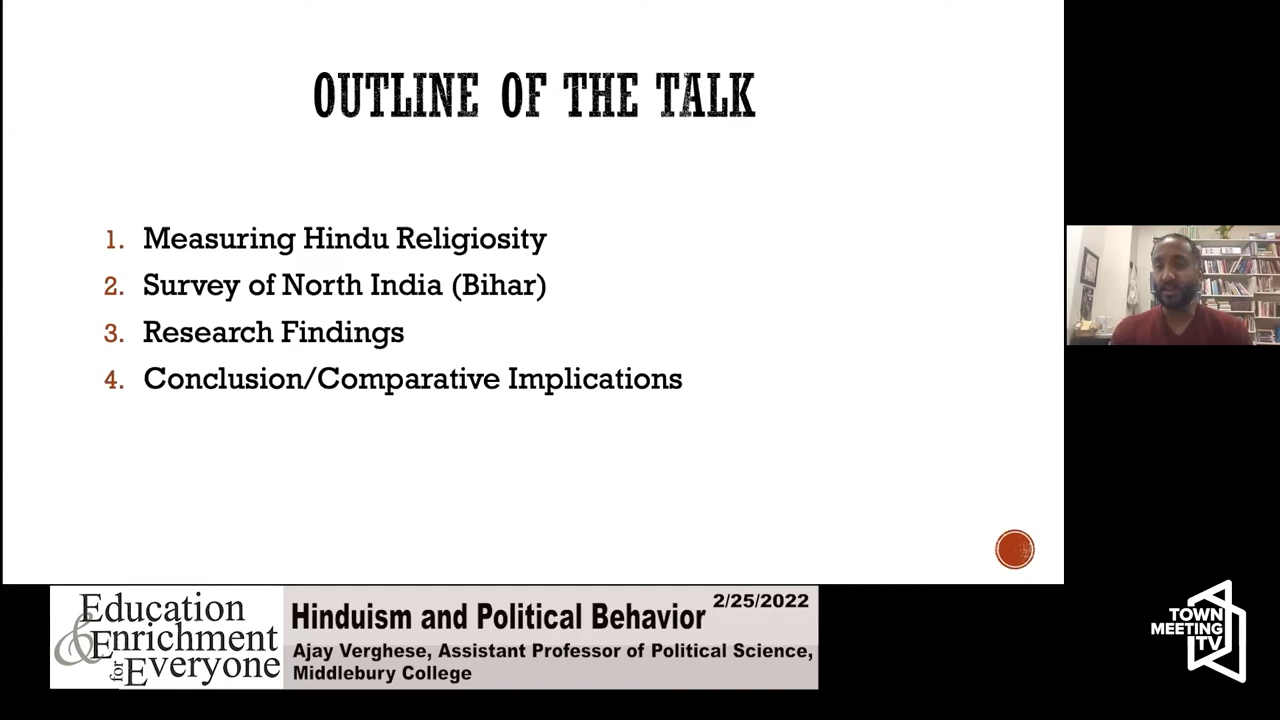 OUTLINE OF THE TALK
1. Measuring Hindu Religiosity
2. Survey of North India (Bihar)
3. Research Findings
4. Conclusion/Comparative Implications
Education
& Enrichment
for Everyone
Hinduism and Political Behavior 2/25/2022
Ajay Verghese, Assistant Professor of Political Science,
Middlebury College
TOWN
MEETING
TV